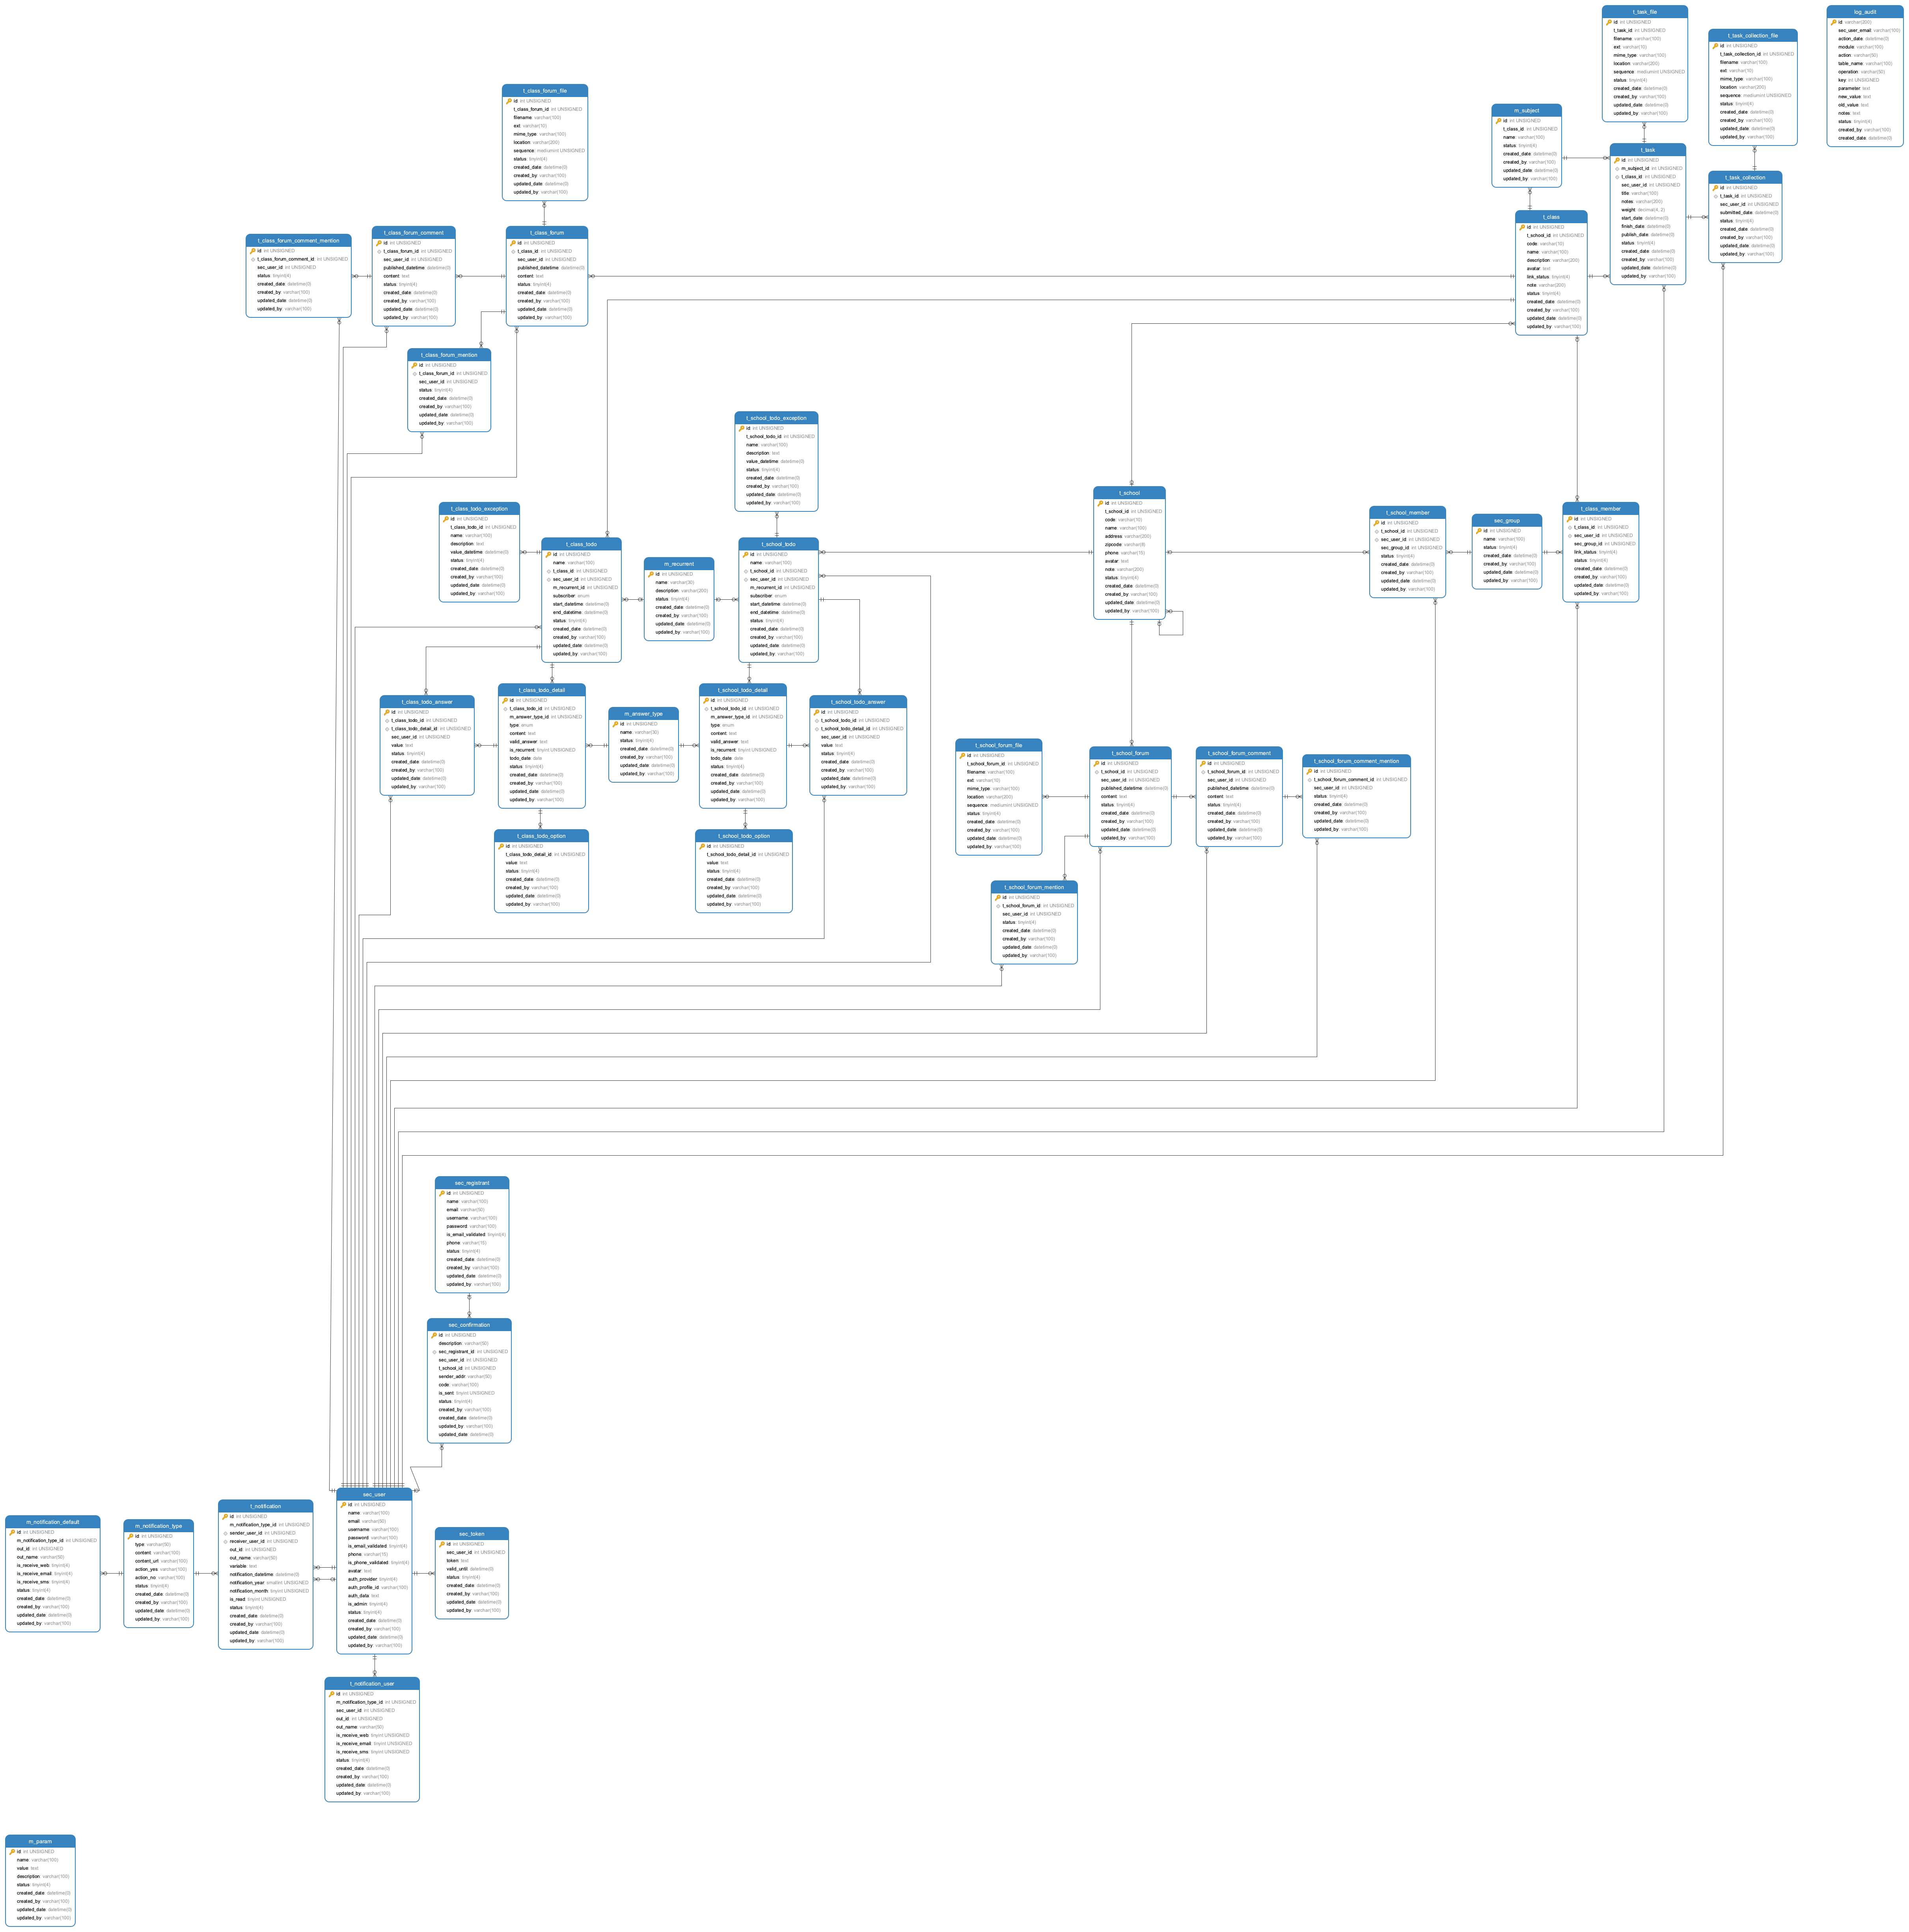 t_task_file
id: int UNSIGNED
t_task_id: int UNSIGNED
filename: varchar(100)
ext: varchar(10)
mime_type: varchar(100)
location: varchar(200)
sequence: mediumint UNSIGNED
status: tinyint(4)
created_date: datetime(0)
created_by: varchar(100)
updated_date: datetime(0)
updated_by: varchar(100)
t_task_collection_file
id: int UNSIGNED
t_task_collection_id: int UNSIGNED
filename: varchar(100)
ext: varchar(10)
mime_type: varchar(100)
location: varchar(200)
sequence: mediumint UNSIGNED
status: tinyint(4)
created_date: datetime(0)
created_by: varchar(100)
updated_date: datetime(0)
updated_by: varchar(100)
log_audit
id: varchar(200)
sec_user_email: varchar(100)
action_date: datetime(0)
module: varchar(100)
action: varchar(50)
table_name: varchar(100)
operation: varchar(50)
key: int UNSIGNED
parameter: text
new_value: text
old_value: text
notes: text
status: tinyint(4)
created_by: varchar(100)
created_date: datetime(0)
t_class_forum_file
id: int UNSIGNED
t_class_forum_id: int UNSIGNED
filename: varchar(100)
ext: varchar(10)
mime_type: varchar(100)
location: varchar(200)
sequence: mediumint UNSIGNED
status: tinyint(4)
created_date: datetime(0)
created_by: varchar(100)
updated_date: datetime(0)
updated_by: varchar(100)
m_subject
id: int UNSIGNED
t_class_id: int UNSIGNED
name: varchar(100)
status: tinyint(4)
created_date: datetime(0)
created_by: varchar(100)
updated_date: datetime(0)
updated_by: varchar(100)
t_task
id: int UNSIGNED
m_subject_id: int UNSIGNED
t_class_id: int UNSIGNED
sec_user_id: int UNSIGNED
title: varchar(100)
notes: varchar(200)
weight: decimal(4, 2)
start_date: datetime(0)
finish_date: datetime(0)
publish_date: datetime(0)
status: tinyint(4)
created_date: datetime(0)
created_by: varchar(100)
updated_date: datetime(0)
updated_by: varchar(100)
t_task_collection
id: int UNSIGNED
t_task_id: int UNSIGNED
sec_user_id: int UNSIGNED
submitted_date: datetime(0)
status: tinyint(4)
created_date: datetime(0)
created_by: varchar(100)
updated_date: datetime(0)
updated_by: varchar(100)
t_class
id: int UNSIGNED
t_school_id: int UNSIGNED
code: varchar(10)
name: varchar(100)
description: varchar(200)
avatar: text
link_status: tinyint(4)
note: varchar(200)
status: tinyint(4)
created_date: datetime(0)
created_by: varchar(100)
updated_date: datetime(0)
updated_by: varchar(100)
t_class_forum_comment_mention
id: int UNSIGNED
t_class_forum_comment_id: int UNSIGNED
sec_user_id: int UNSIGNED
status: tinyint(4)
created_date: datetime(0)
created_by: varchar(100)
updated_date: datetime(0)
updated_by: varchar(100)
t_class_forum_comment
id: int UNSIGNED
t_class_forum_id: int UNSIGNED
sec_user_id: int UNSIGNED
published_datetime: datetime(0)
content: text
status: tinyint(4)
created_date: datetime(0)
created_by: varchar(100)
updated_date: datetime(0)
updated_by: varchar(100)
t_class_forum
id: int UNSIGNED
t_class_id: int UNSIGNED
sec_user_id: int UNSIGNED
published_datetime: datetime(0)
content: text
status: tinyint(4)
created_date: datetime(0)
created_by: varchar(100)
updated_date: datetime(0)
updated_by: varchar(100)
t_class_forum_mention
id: int UNSIGNED
t_class_forum_id: int UNSIGNED
sec_user_id: int UNSIGNED
status: tinyint(4)
created_date: datetime(0)
created_by: varchar(100)
updated_date: datetime(0)
updated_by: varchar(100)
t_school_todo_exception
id: int UNSIGNED
t_school_todo_id: int UNSIGNED
name: varchar(100)
description: text
value_datetime: datetime(0)
status: tinyint(4)
created_date: datetime(0)
created_by: varchar(100)
updated_date: datetime(0)
updated_by: varchar(100)
t_class_todo_exception
id: int UNSIGNED
t_class_todo_id: int UNSIGNED
name: varchar(100)
description: text
value_datetime: datetime(0)
status: tinyint(4)
created_date: datetime(0)
created_by: varchar(100)
updated_date: datetime(0)
updated_by: varchar(100)
t_class_todo
id: int UNSIGNED
name: varchar(100)
t_class_id: int UNSIGNED
sec_user_id: int UNSIGNED
m_recurrent_id: int UNSIGNED
subscriber: enum
start_datetime: datetime(0)
end_datetime: datetime(0)
status: tinyint(4)
created_date: datetime(0)
created_by: varchar(100)
updated_date: datetime(0)
updated_by: varchar(100)
m_recurrent
id: int UNSIGNED
name: varchar(30)
description: varchar(200)
status: tinyint(4)
created_date: datetime(0)
created_by: varchar(100)
updated_date: datetime(0)
updated_by: varchar(100)
t_school_todo
id: int UNSIGNED
name: varchar(100)
t_school_id: int UNSIGNED
sec_user_id: int UNSIGNED
m_recurrent_id: int UNSIGNED
subscriber: enum
start_datetime: datetime(0)
end_datetime: datetime(0)
status: tinyint(4)
created_date: datetime(0)
created_by: varchar(100)
updated_date: datetime(0)
updated_by: varchar(100)
t_school
id: int UNSIGNED
t_school_id: int UNSIGNED
code: varchar(10)
name: varchar(100)
address: varchar(200)
zipcode: varchar(8)
phone: varchar(15)
avatar: text
note: varchar(200)
status: tinyint(4)
created_date: datetime(0)
created_by: varchar(100)
updated_date: datetime(0)
updated_by: varchar(100)
t_school_member
id: int UNSIGNED
t_school_id: int UNSIGNED
sec_user_id: int UNSIGNED
sec_group_id: int UNSIGNED
status: tinyint(4)
created_date: datetime(0)
created_by: varchar(100)
updated_date: datetime(0)
updated_by: varchar(100)
sec_group
id: int UNSIGNED
name: varchar(100)
status: tinyint(4)
created_date: datetime(0)
created_by: varchar(100)
updated_date: datetime(0)
updated_by: varchar(100)
t_class_member
id: int UNSIGNED
t_class_id: int UNSIGNED
sec_user_id: int UNSIGNED
sec_group_id: int UNSIGNED
link_status: tinyint(4)
status: tinyint(4)
created_date: datetime(0)
created_by: varchar(100)
updated_date: datetime(0)
updated_by: varchar(100)
t_class_todo_answer
id: int UNSIGNED
t_class_todo_id: int UNSIGNED
t_class_todo_detail_id: int UNSIGNED
sec_user_id: int UNSIGNED
value: text
status: tinyint(4)
created_date: datetime(0)
created_by: varchar(100)
updated_date: datetime(0)
updated_by: varchar(100)
t_class_todo_detail
id: int UNSIGNED
t_class_todo_id: int UNSIGNED
m_answer_type_id: int UNSIGNED
type: enum
content: text
valid_answer: text
is_recurrent: tinyint UNSIGNED
todo_date: date
status: tinyint(4)
created_date: datetime(0)
created_by: varchar(100)
updated_date: datetime(0)
updated_by: varchar(100)
m_answer_type
id: int UNSIGNED
name: varchar(30)
status: tinyint(4)
created_date: datetime(0)
created_by: varchar(100)
updated_date: datetime(0)
updated_by: varchar(100)
t_school_todo_detail
id: int UNSIGNED
t_school_todo_id: int UNSIGNED
m_answer_type_id: int UNSIGNED
type: enum
content: text
valid_answer: text
is_recurrent: tinyint UNSIGNED
todo_date: date
status: tinyint(4)
created_date: datetime(0)
created_by: varchar(100)
updated_date: datetime(0)
updated_by: varchar(100)
t_school_todo_answer
id: int UNSIGNED
t_school_todo_id: int UNSIGNED
t_school_todo_detail_id: int UNSIGNED
sec_user_id: int UNSIGNED
value: text
status: tinyint(4)
created_date: datetime(0)
created_by: varchar(100)
updated_date: datetime(0)
updated_by: varchar(100)
t_school_forum_file
id: int UNSIGNED
t_school_forum_id: int UNSIGNED
filename: varchar(100)
ext: varchar(10)
mime_type: varchar(100)
location: varchar(200)
sequence: mediumint UNSIGNED
status: tinyint(4)
created_date: datetime(0)
created_by: varchar(100)
updated_date: datetime(0)
updated_by: varchar(100)
t_school_forum
id: int UNSIGNED
t_school_id: int UNSIGNED
sec_user_id: int UNSIGNED
published_datetime: datetime(0)
content: text
status: tinyint(4)
created_date: datetime(0)
created_by: varchar(100)
updated_date: datetime(0)
updated_by: varchar(100)
t_school_forum_comment
id: int UNSIGNED
t_school_forum_id: int UNSIGNED
sec_user_id: int UNSIGNED
published_datetime: datetime(0)
content: text
status: tinyint(4)
created_date: datetime(0)
created_by: varchar(100)
updated_date: datetime(0)
updated_by: varchar(100)
t_school_forum_comment_mention
id: int UNSIGNED
t_school_forum_comment_id: int UNSIGNED
sec_user_id: int UNSIGNED
status: tinyint(4)
created_date: datetime(0)
created_by: varchar(100)
updated_date: datetime(0)
updated_by: varchar(100)
t_class_todo_option
id: int UNSIGNED
t_class_todo_detail_id: int UNSIGNED
value: text
status: tinyint(4)
created_date: datetime(0)
created_by: varchar(100)
updated_date: datetime(0)
updated_by: varchar(100)
t_school_todo_option
id: int UNSIGNED
t_school_todo_detail_id: int UNSIGNED
value: text
status: tinyint(4)
created_date: datetime(0)
created_by: varchar(100)
updated_date: datetime(0)
updated_by: varchar(100)
t_school_forum_mention
id: int UNSIGNED
t_school_forum_id: int UNSIGNED
sec_user_id: int UNSIGNED
status: tinyint(4)
created_date: datetime(0)
created_by: varchar(100)
updated_date: datetime(0)
updated_by: varchar(100)
sec_registrant
id: int UNSIGNED
name: varchar(100)
email: varchar(50)
username: varchar(100)
password: varchar(100)
is_email_validated: tinyint(4)
phone: varchar(15)
status: tinyint(4)
created_date: datetime(0)
created_by: varchar(100)
updated_date: datetime(0)
updated_by: varchar(100)
sec_confirmation
id: int UNSIGNED
description: varchar(50)
sec_registrant_id: int UNSIGNED
sec_user_id: int UNSIGNED
t_school_id: int UNSIGNED
sender_addr: varchar(50)
code: varchar(100)
is_sent: tinyint UNSIGNED
status: tinyint(4)
created_by: varchar(100)
created_date: datetime(0)
updated_by: varchar(100)
updated_date: datetime(0)
m_notification_default
id: int UNSIGNED
m_notification_type_id: int UNSIGNED
out_id: int UNSIGNED
out_name: varchar(50)
is_receive_web: tinyint(4)
is_receive_email: tinyint(4)
is_receive_sms: tinyint(4)
status: tinyint(4)
created_date: datetime(0)
created_by: varchar(100)
updated_date: datetime(0)
updated_by: varchar(100)
m_notification_type
id: int UNSIGNED
type: varchar(50)
content: varchar(100)
content_url: varchar(100)
action_yes: varchar(100)
action_no: varchar(100)
status: tinyint(4)
created_date: datetime(0)
created_by: varchar(100)
updated_date: datetime(0)
updated_by: varchar(100)
t_notification
id: int UNSIGNED
m_notification_type_id: int UNSIGNED
sender_user_id: int UNSIGNED
receiver_user_id: int UNSIGNED
out_id: int UNSIGNED
out_name: varchar(50)
variable: text
notification_datetime: datetime(0)
notification_year: smallint UNSIGNED
notification_month: tinyint UNSIGNED
is_read: tinyint UNSIGNED
status: tinyint(4)
created_date: datetime(0)
created_by: varchar(100)
updated_date: datetime(0)
updated_by: varchar(100)
sec_user
id: int UNSIGNED
name: varchar(100)
email: varchar(50)
username: varchar(100)
password: varchar(100)
is_email_validated: tinyint(4)
phone: varchar(15)
is_phone_validated: tinyint(4)
avatar: text
auth_provider: tinyint(4)
auth_profile_id: varchar(100)
auth_data: text
is_admin: tinyint(4)
status: tinyint(4)
created_date: datetime(0)
created_by: varchar(100)
updated_date: datetime(0)
updated_by: varchar(100)
sec_token
id: int UNSIGNED
sec_user_id: int UNSIGNED
token: text
valid_until: datetime(0)
status: tinyint(4)
created_date: datetime(0)
created_by: varchar(100)
updated_date: datetime(0)
updated_by: varchar(100)
t_notification_user
id: int UNSIGNED
m_notification_type_id: int UNSIGNED
sec_user_id: int UNSIGNED
out_id: int UNSIGNED
out_name: varchar(50)
is_receive_web: tinyint UNSIGNED
is_receive_email: tinyint UNSIGNED
is_receive_sms: tinyint UNSIGNED
status: tinyint(4)
created_date: datetime(0)
created_by: varchar(100)
updated_date: datetime(0)
updated_by: varchar(100)
m_param
id: int UNSIGNED
name: varchar(100)
value: text
description: varchar(100)
status: tinyint(4)
created_date: datetime(0)
created_by: varchar(100)
updated_date: datetime(0)
updated_by: varchar(100)